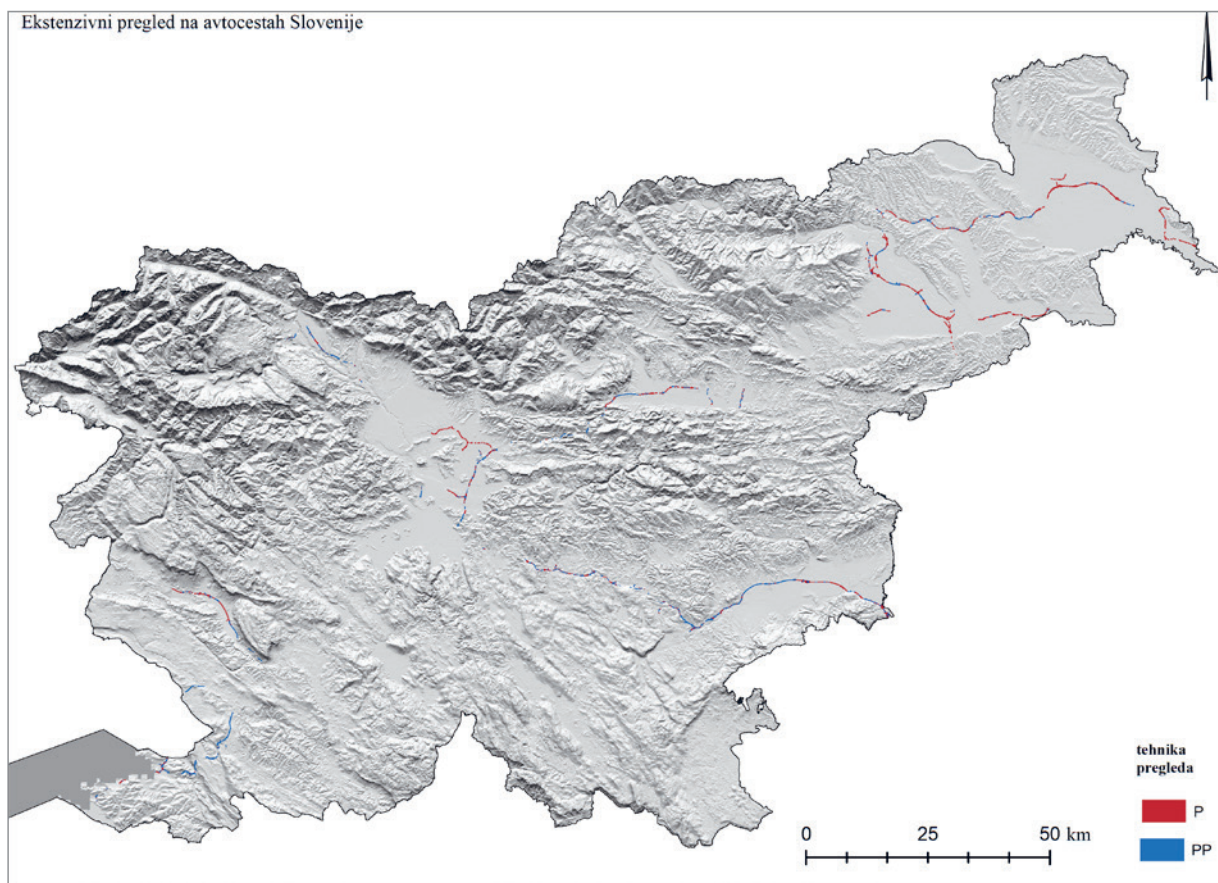 Ekstenzivni pregled na avtocestah Slovenije
tehnika
pregleda
P
PP
0 25 50 km